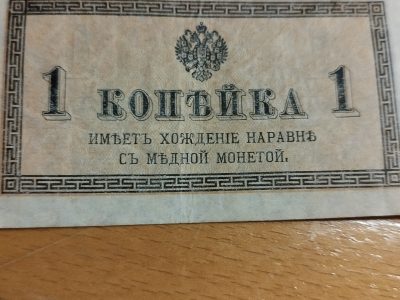 1 КОПѢЙКА 1
ИМѢЕТЪ ХОЖДЕНІЕ НАРАВНѢ
СЪ МѢДНОЙ МОНЕТОЙ.